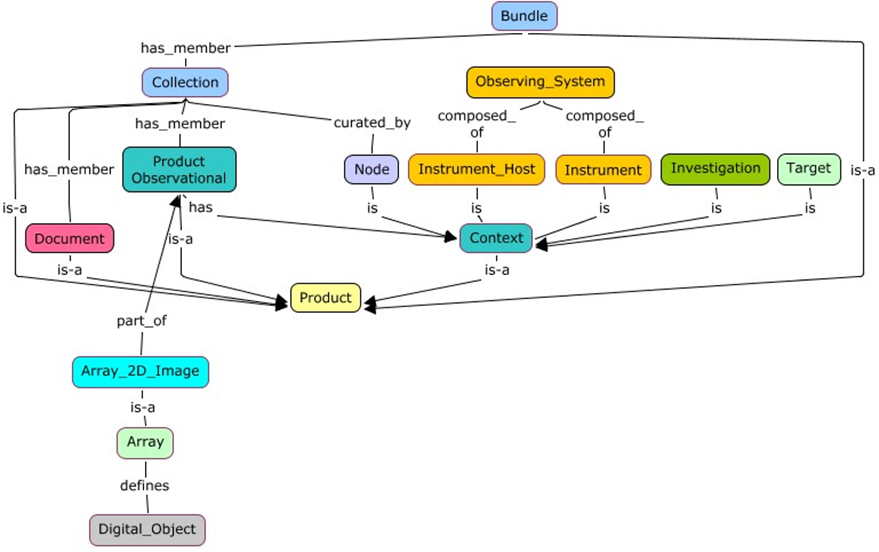 Bundle
has_member
Collection
Observing_System
has_member
curated_by
composed_
of
composed_
of
has_member
Product
Observational
Node
Instrument_Host
Instrument
Investigation
Target
is-a
is-a
has
is
is
is
is
is
Document
is-a
Context
is-a
is-a
Product
part_of
Array_2D_Image
is-a
Array
defines
Digital_Object